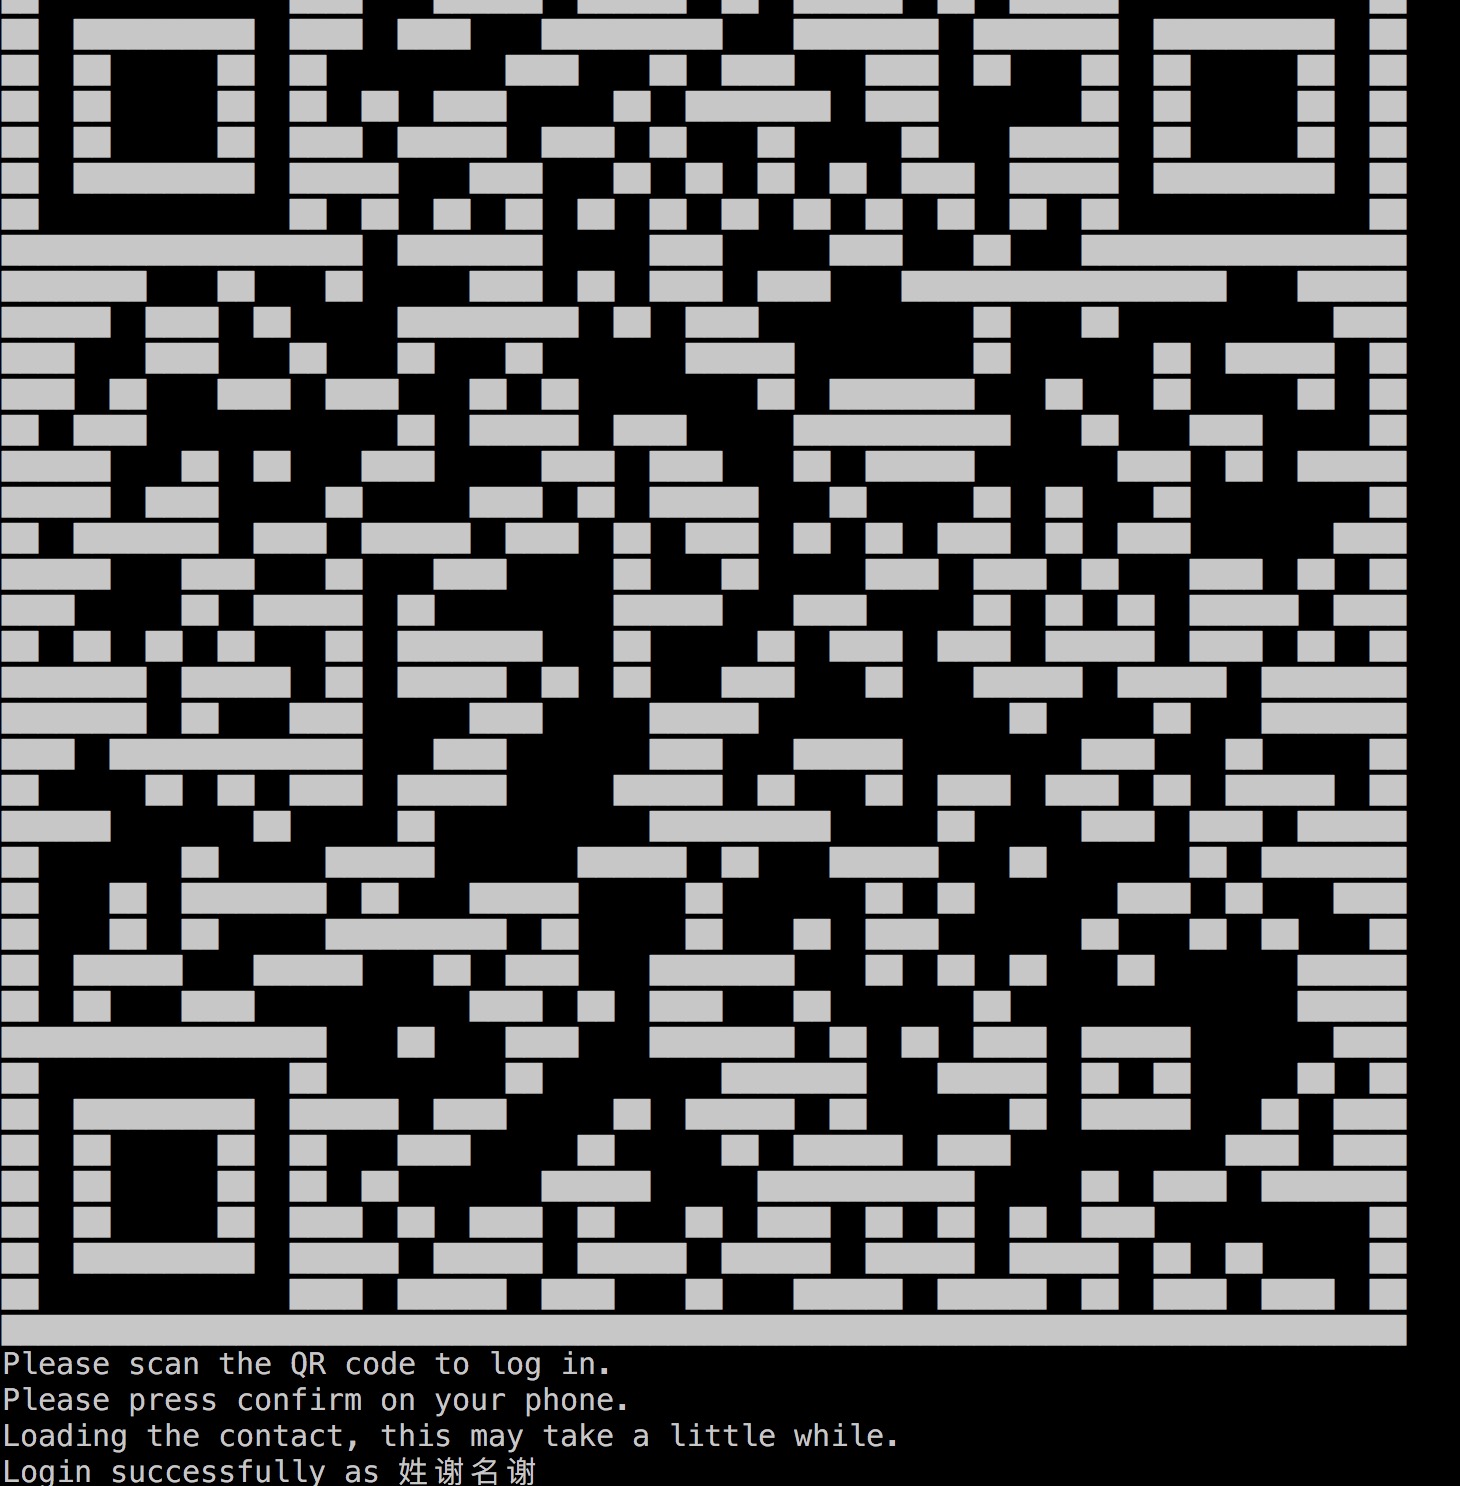 Please scan the QR code to log in.
Please press confirm on your phone.
Loading the contact, this may take a little while.
Login successfully as 姓谢名谢